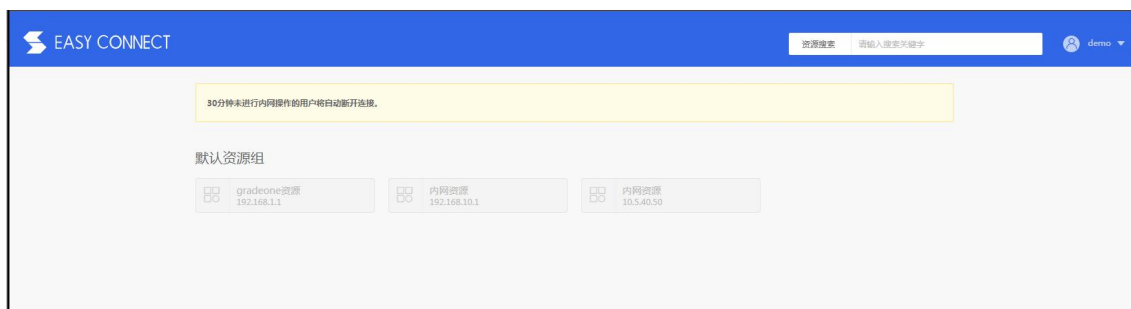 EASY CONNECT
资源搜索 请输入搜索关键字
demo
30分钟未进行内网操作的用户将自动断开连接。
默认资源组
gradeone资源
192.168.1.1
内网资源
192.168.10.1
内网资源
10.5.40.50